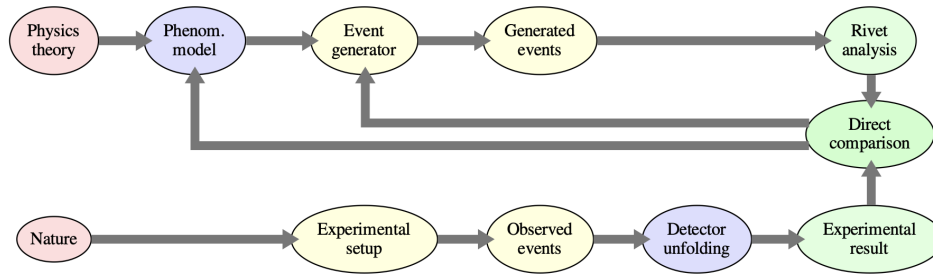 Physics
theory
Phenom.
model
Event
generator
Generated
events
Rivet
analysis
Direct
comparison
Nature
Experimental
setup
Observed
events
Detector
unfolding
Experimental
result